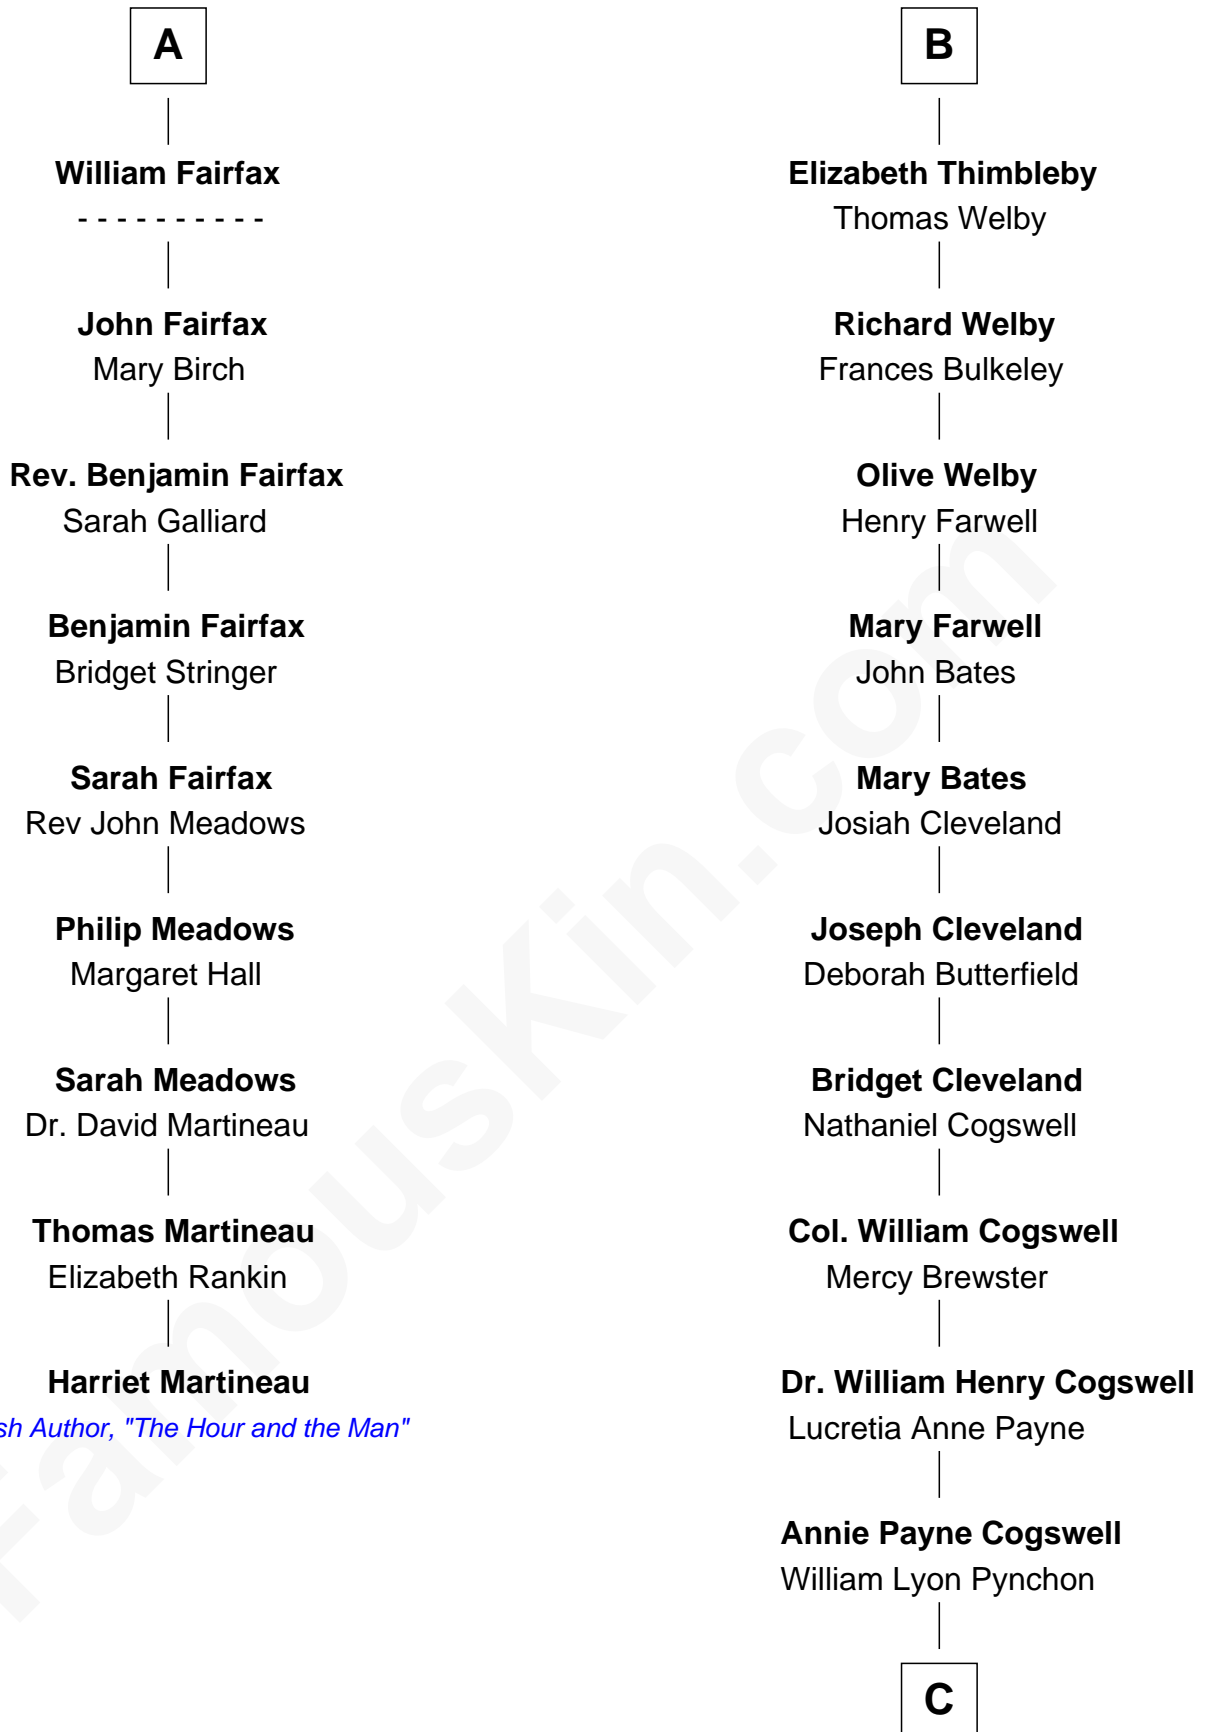 A
William Fairfax
- - - - - - - - - -
John Fairfax
Mary Birch
Rev. Benjamin Fairfax
Sarah Galliard
Benjamin Fairfax
Bridget Stringer
Sarah Fairfax
Rev John Meadows
Philip Meadows
Margaret Hall
Sarah Meadows
Dr. David Martineau
Thomas Martineau
Elizabeth Rankin
Harriet Martineau
Author, "The Hour and the Man"
B
Elizabeth Thimbleby
Thomas Welby
Richard Welby
Frances Bulkeley
Olive Welby
Henry Farwell
Mary Farwell
John Bates
Mary Bates
Josiah Cleveland
Joseph Cleveland
Deborah Butterfield
Bridget Cleveland
Nathaniel Cogswell
Col. William Cogswell
Mercy Brewster
Dr. William Henry Cogswell
Lucretia Anne Payne
Annie Payne Cogswell
William Lyon Pynchon
C
FamousKin.com